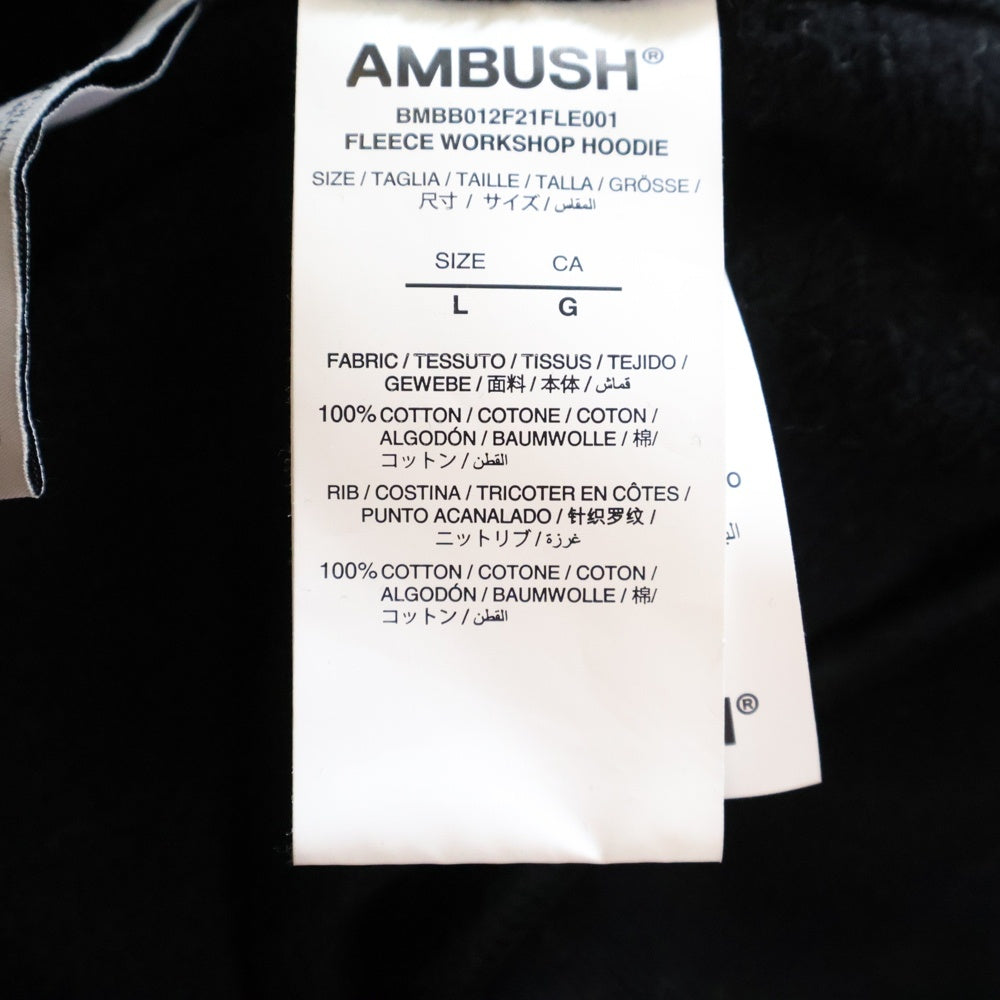 AMBUSH®
BMBB012F21FLE001
FLEECE WORKSHOP HOODIE
SIZE / TAGLIA / TAILLE / TALLA / GRÖSSE /
尺寸 / サイズ / المقاس
SIZE CA
L G
FABRIC / TESSUTO / TISSUS / TEJIDO /
GEWEBE / 面料 / 本体 / قماش
100% COTTON / COTONE / COTON /
ALGODÓN / BAUMWOLLE / 棉/
コットン / القطن
RIB / COSTINA / TRICOTER EN CÔTES /
PUNTO ACANALADO / 针织罗纹 /
ニットリブ / غرزة
100% COTTON / COTONE / COTON /
ALGODÓN / BAUMWOLLE / 棉/
コットン / القطن
O
®